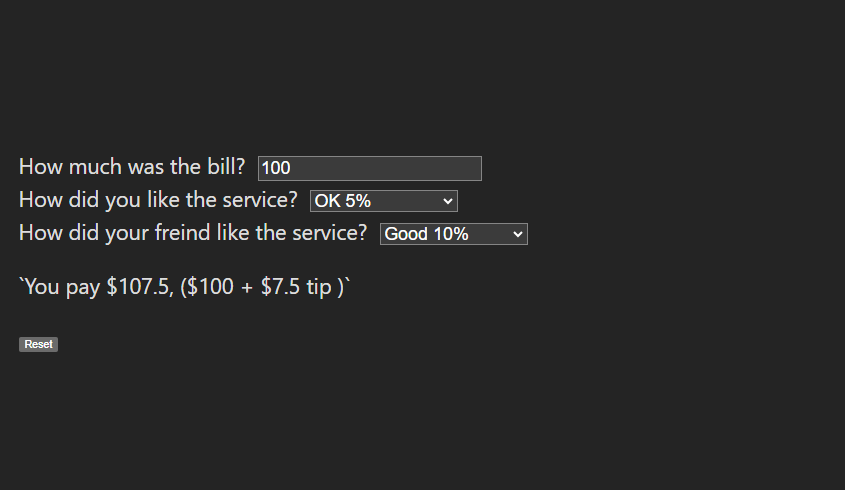 How much was the bill? 100
How did you like the service? OK 5%
How did your freind like the service? Good 10%
`You pay $107.5, ($100 + $7.5 tip )`
Reset